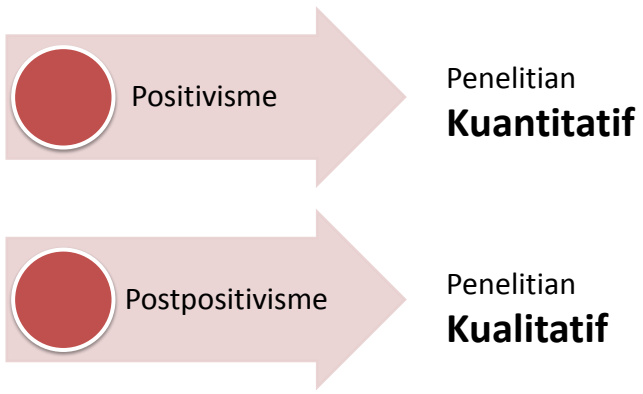 Positivisme
Penelitian
Kuantitatif
Postpositivisme
Penelitian
Kualitatif